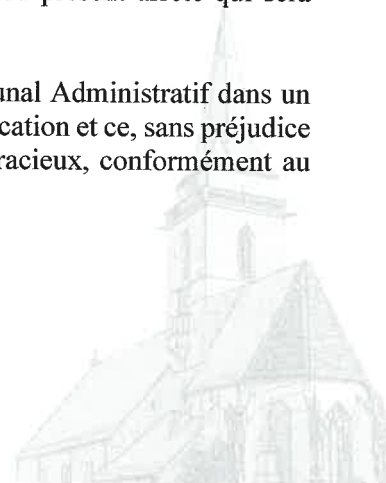 unal Administratif dans un
cation et ce, sans préjudice
racieux, conformément au